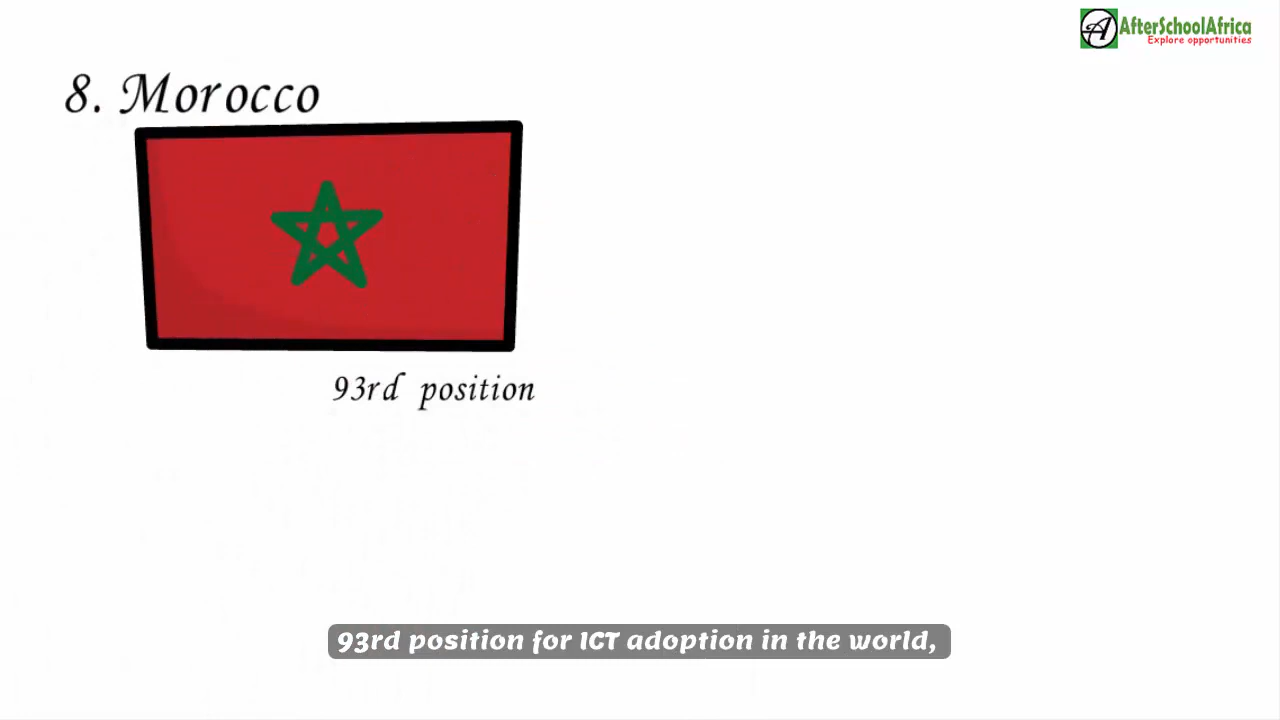 AfterSchoolAfrica
Explore opportunities
8. Morocco
93rd position
93rd position for ICT adoption in the world,